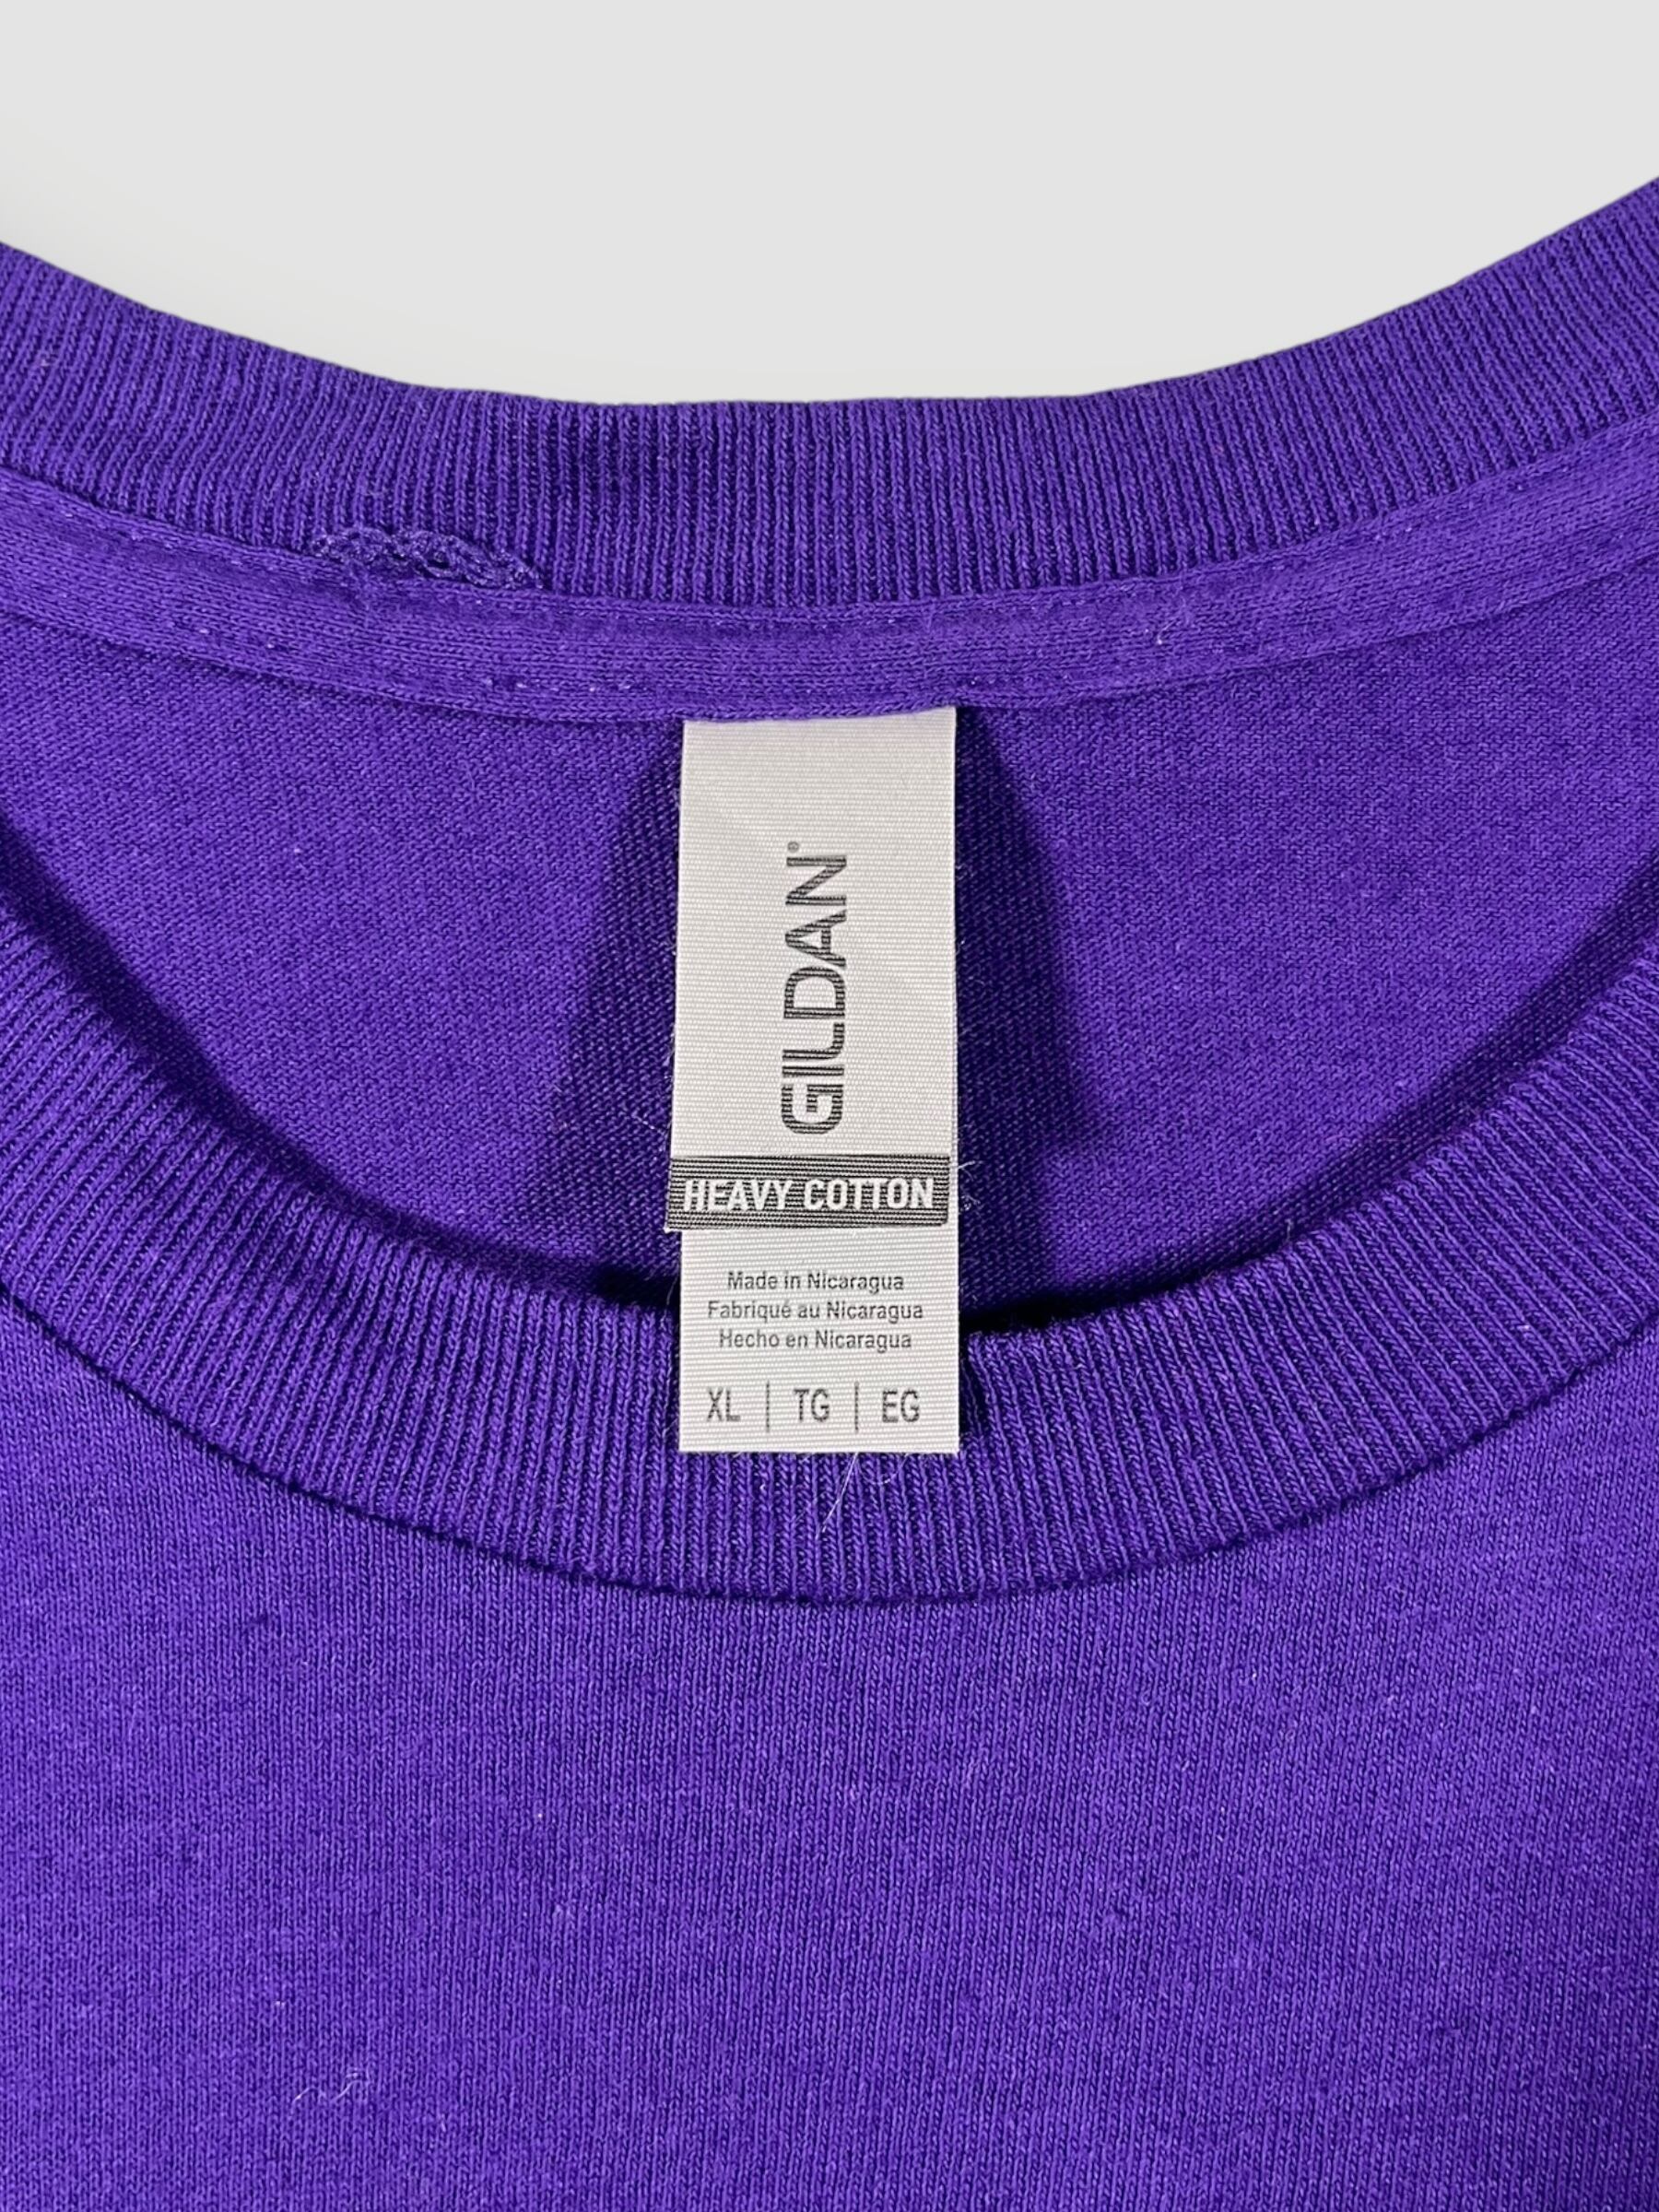 GILDAN®
HEAVY COTTON
Made in Nicaragua
Fabriqué au Nicaragua
Hecho en Nicaragua
XL | TG | EG